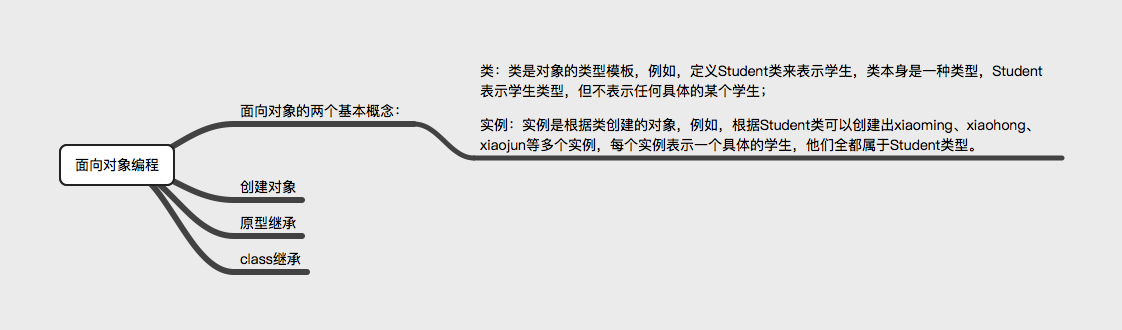 面向对象编程
面向对象的两个基本概念：
类：类是对象的类型模板，例如，定义Student类来表示学生，类本身是一种类型，Student
表示学生类型，但不表示任何具体的某个学生；
实例：实例是根据类创建的对象，例如，根据Student类可以创建出xiaoming、xiaohong、
xiaojun等多个实例，每个实例表示一个具体的学生，他们全都属于Student类型。
创建对象
原型继承
class继承